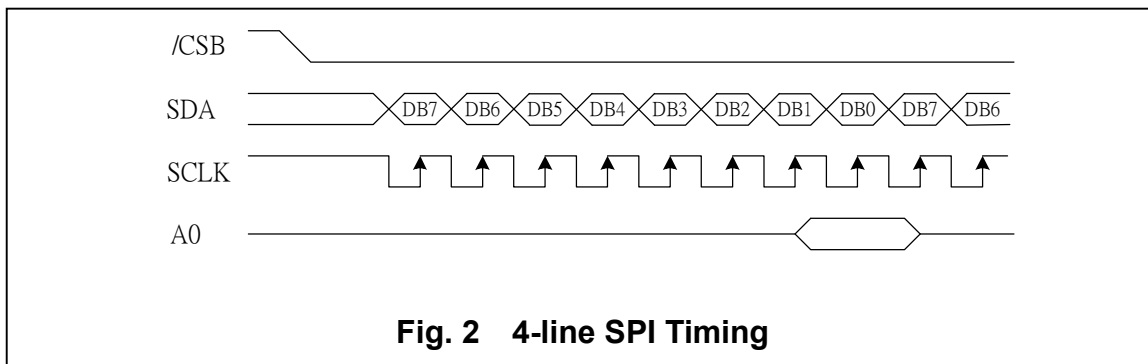 /CSB
SDA DB7 DB6 DB5 DB4 DB3 DB2 DB1 DB0 DB7 DB6
SCLK
A0
Fig. 2 4-line SPI Timing